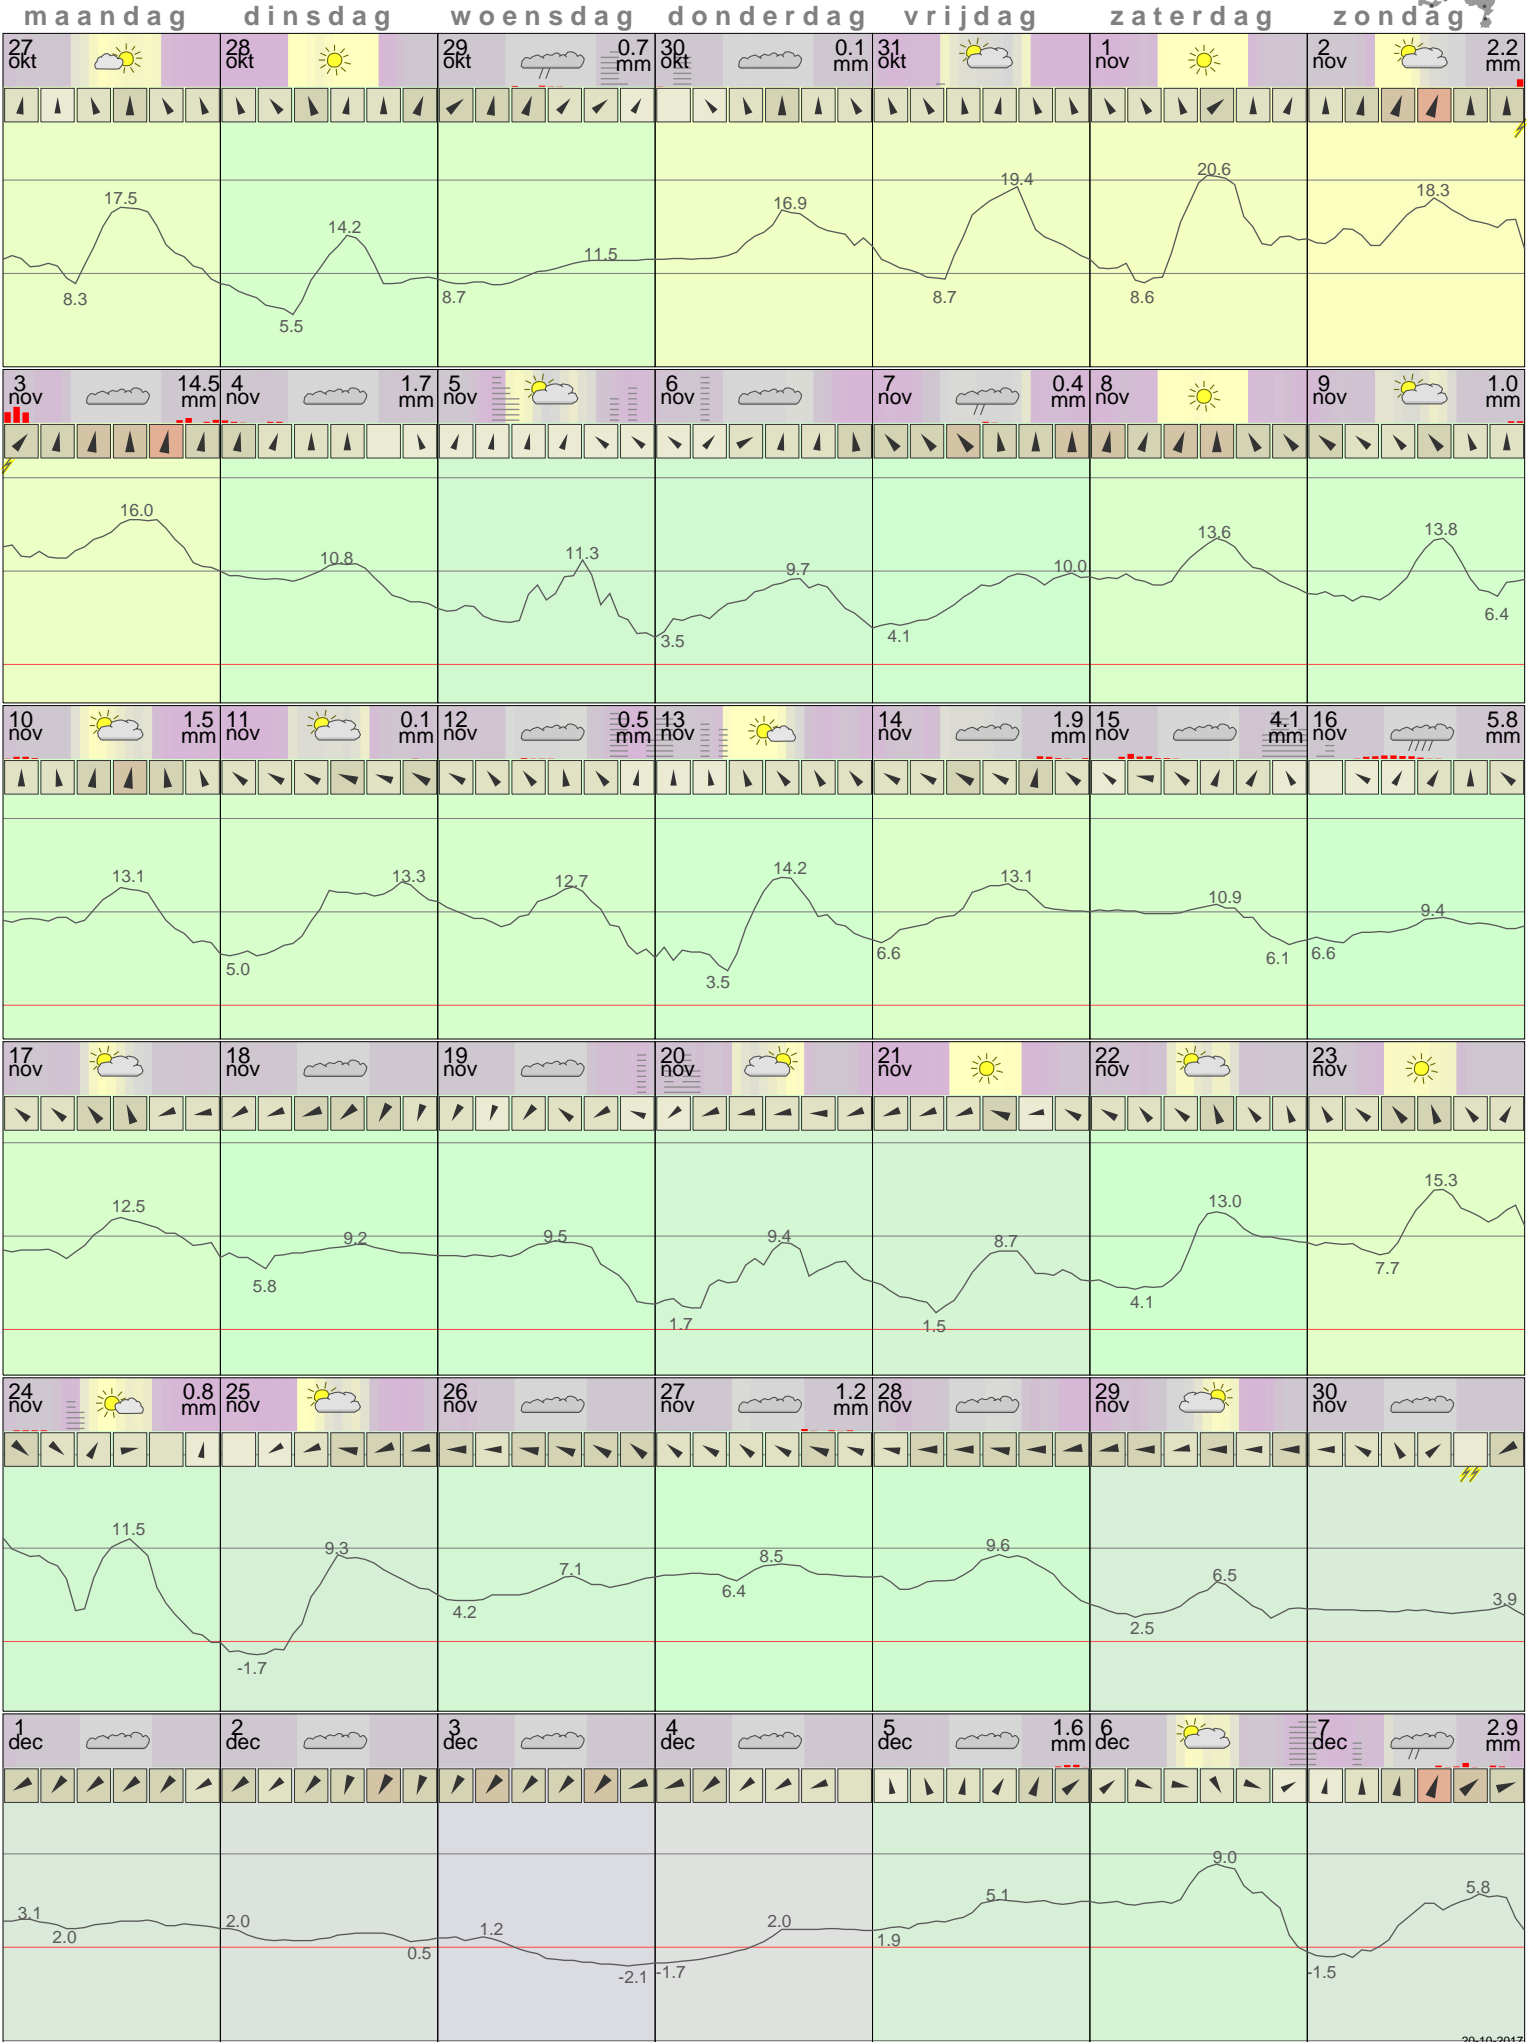 maandag dinsdag woensdag donderdag vrijdag zaterdag zondag
27 okt 28 okt 29 okt 0.7 mm 30 okt 0.1 mm 31 okt 1 nov 2 nov 2.2 mm
17.5 14.2 11.5 16.9 19.4 20.6 18.3
8.3 5.5 8.7 8.7 8.6
3 nov 14.5 mm 4 nov 1.7 mm 5 nov 6 nov 7 nov 0.4 mm 8 nov 9 nov 1.0 mm
16.0 10.8 11.3 9.7 10.0 13.6 13.8
3.5 4.1 6.4
10 nov 1.5 mm 11 nov 0.1 mm 12 nov 0.5 mm 13 nov 14 nov 1.9 mm 15 nov 4.1 mm 16 nov 5.8 mm
13.1 13.3 12.7 14.2 13.1 10.9 9.4
5.0 3.5 6.6 6.1 6.6
17 nov 18 nov 19 nov 20 nov 21 nov 22 nov 23 nov
12.5 9.2 9.5 9.4 8.7 13.0 15.3
5.8 1.7 1.5 4.1 7.7
24 nov 0.8 mm 25 nov 26 nov 27 nov 1.2 mm 28 nov 29 nov 30 nov
11.5 9.3 7.1 8.5 9.6 6.5 3.9
-1.7 4.2 6.4 2.5
1 dec 2 dec 3 dec 4 dec 5 dec 1.6 mm 6 dec 7 dec 2.9 mm
3.1 2.0 1.2 2.0 5.1 9.0 5.8
2.0 0.5 -2.1 -1.7 1.9 -1.5
20-10-2017